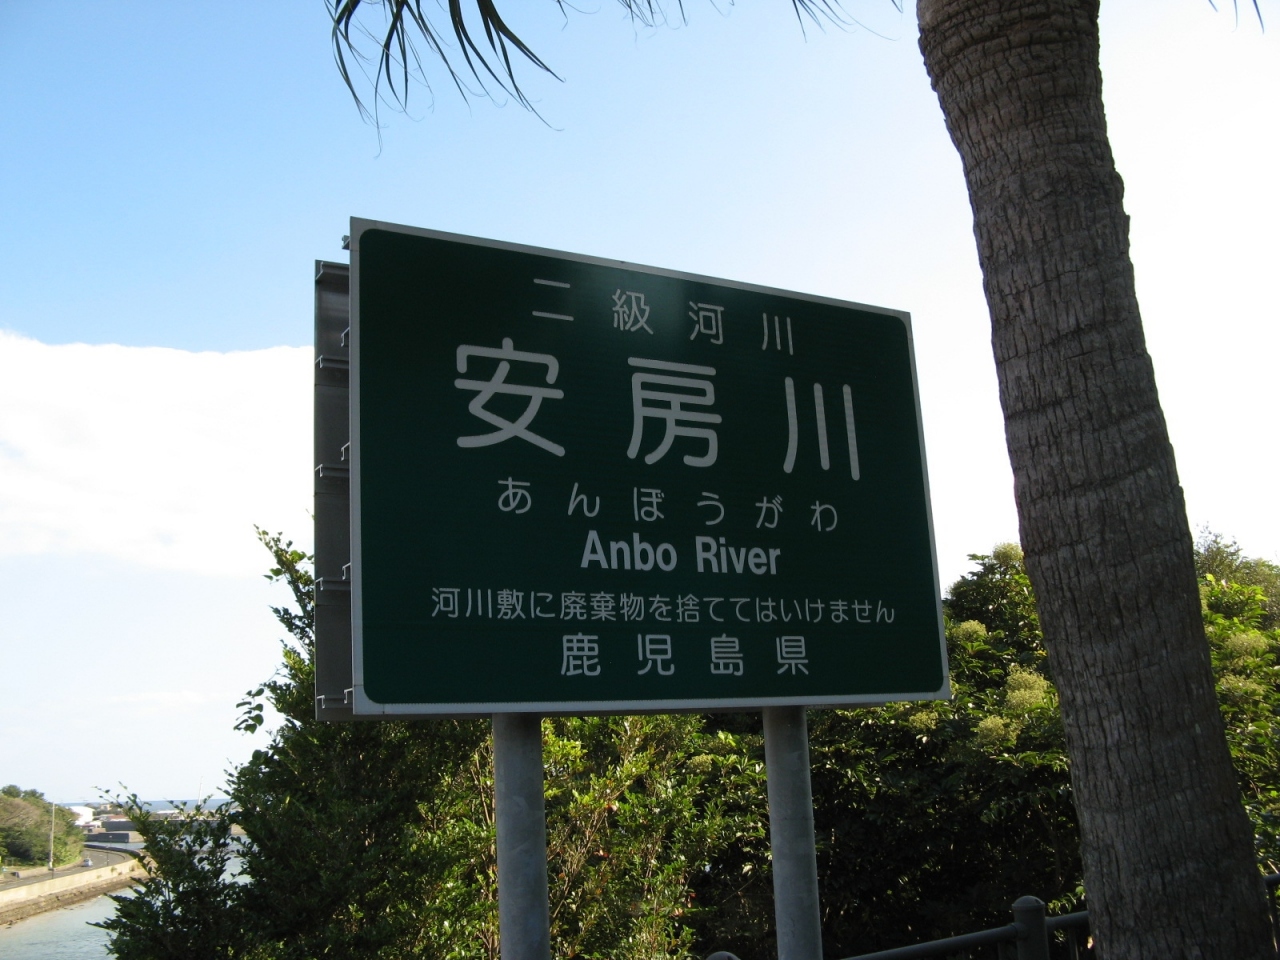 二級河川
安房川
あんぼうがわ
Anbo River
河川敷に廃棄物を捨ててはいけません
鹿児島県